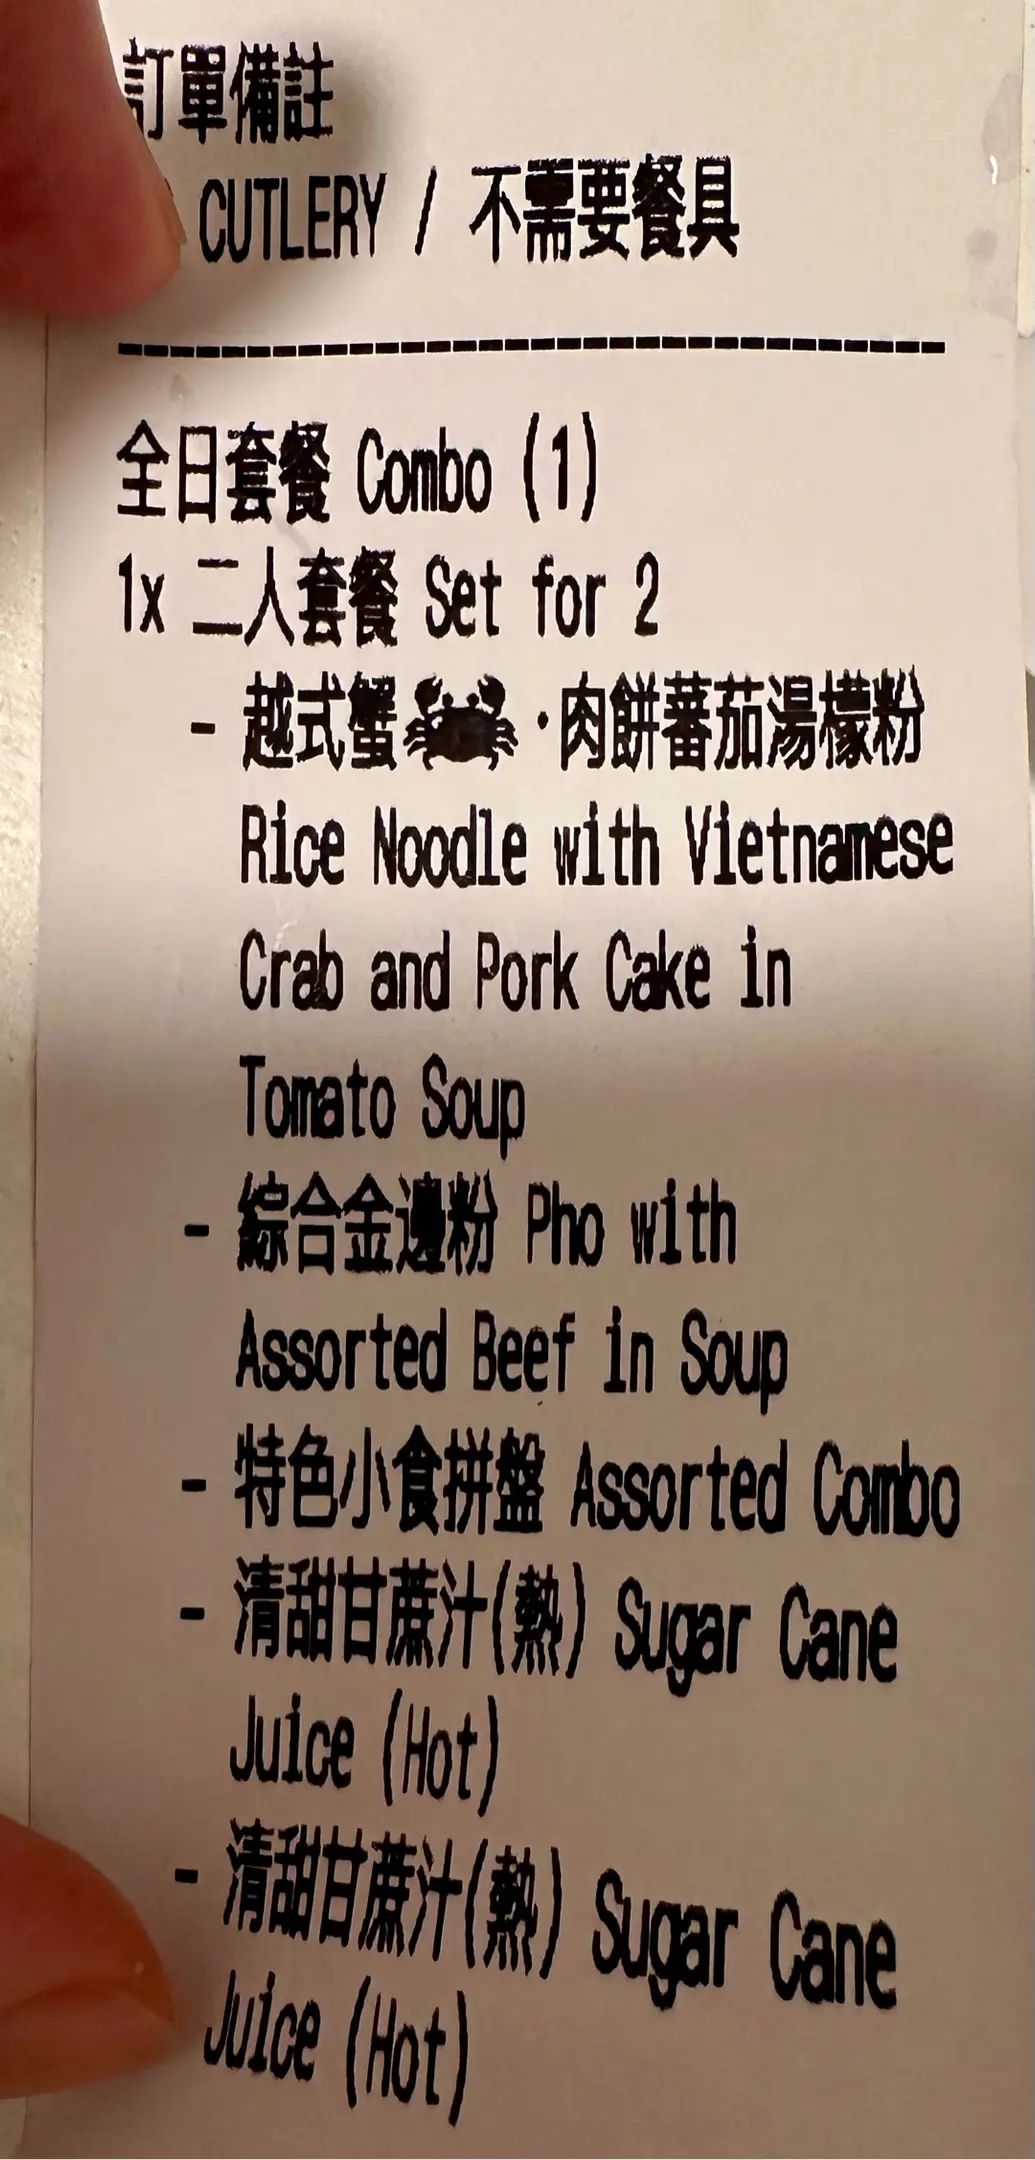 訂單備註
CUTLERY / 不需要餐具
--------------------------------
全日套餐 Combo (1)
1x 二人套餐 Set for 2
- 越式蟹🦀·肉餅蕃茄湯檬粉
Rice Noodle with Vietnamese
Crab and Pork Cake in
Tomato Soup
- 綜合金邊粉 Pho with
Assorted Beef in Soup
- 特色小食拼盤 Assorted Combo
- 清甜甘蔗汁(熱) Sugar Cane
Juice (Hot)
- 清甜甘蔗汁(熱) Sugar Cane
Juice (Hot)